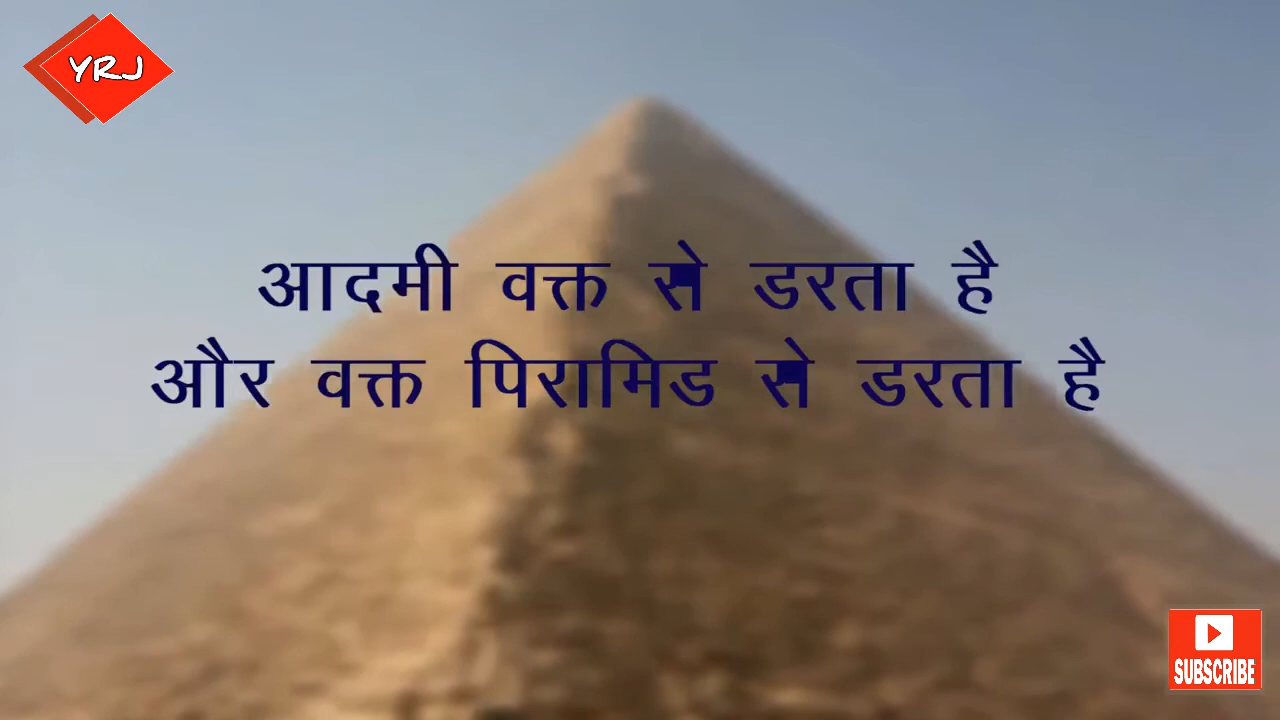 YRJ
आदमी वक्त से डरता है
और वक्त पिरामिड से डरता है
SUBSCRIBE